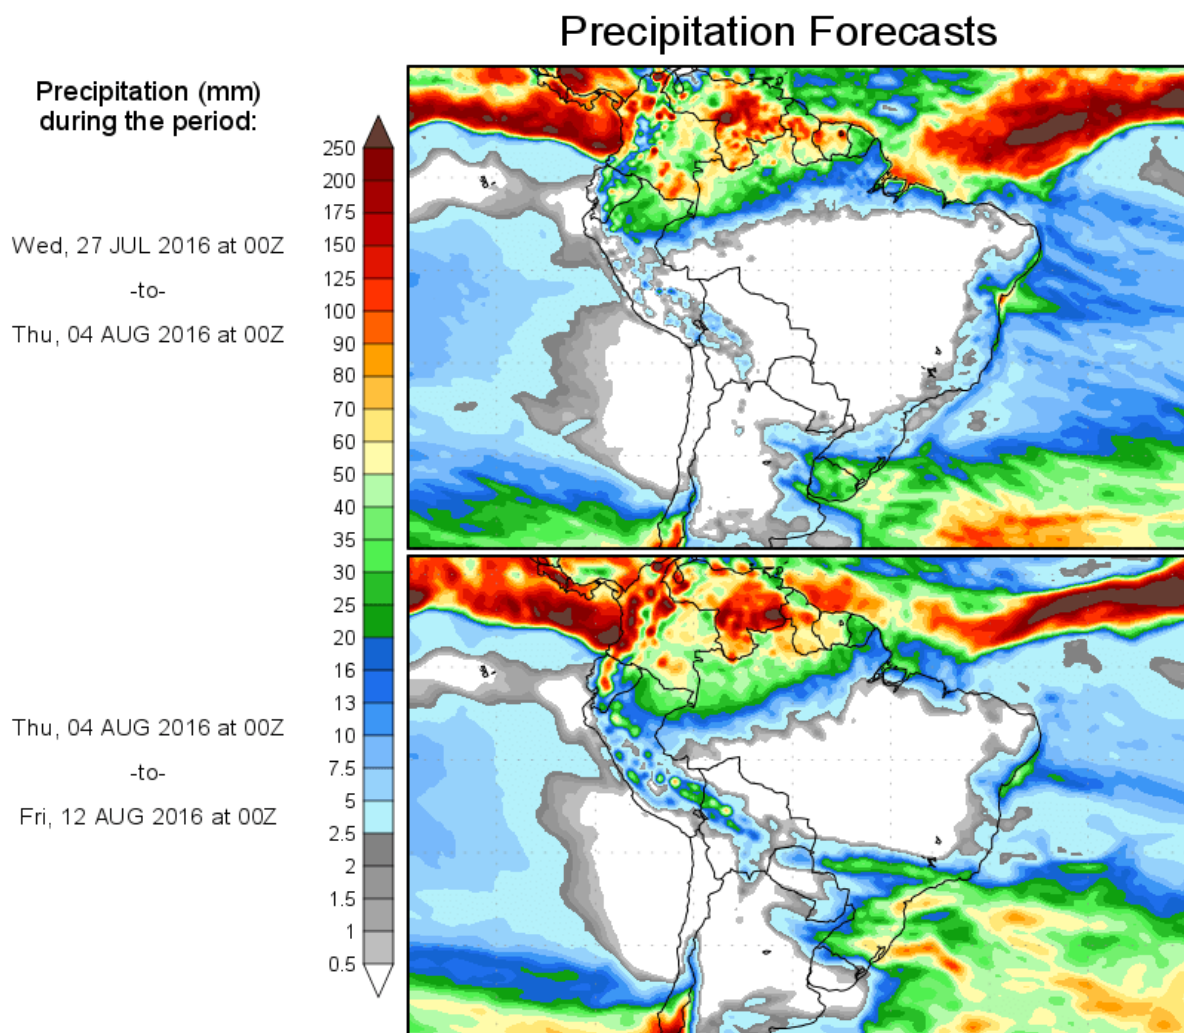 Precipitation Forecasts
Precipitation (mm)
during the period:
Wed, 27 JUL 2016 at 00Z
-to-
Thu, 04 AUG 2016 at 00Z
Thu, 04 AUG 2016 at 00Z
-to-
Fri, 12 AUG 2016 at 00Z
250
200
175
150
125
100
90
80
70
60
50
40
35
30
25
20
16
13
10
7.5
5
2.5
2
1.5
1
0.5